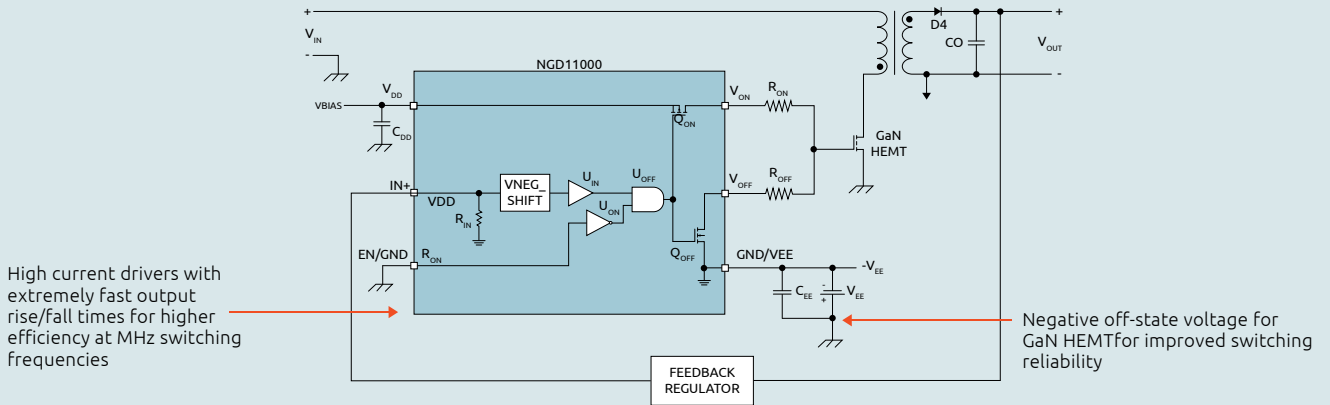 +
D4
+
V_IN
CO
V_OUT
-
-
NGD11000
V_DD
V_ON
R_ON
VBIAS
C_DD
Q_ON
GaN
HEMT
IN+
VDD
VNEG_
SHIFT
U_IN
U_OFF
V_OFF
R_OFF
R_IN
U_ON
EN/GND
R_ON
Q_OFF
GND/VEE
-V_EE
C_EE
-
+
V_EE
High current drivers with
extremely fast output
rise/fall times for higher
efficiency at MHz switching
frequencies
Negative off-state voltage for
GaN HEMTfor improved switching
reliability
FEEDBACK
REGULATOR